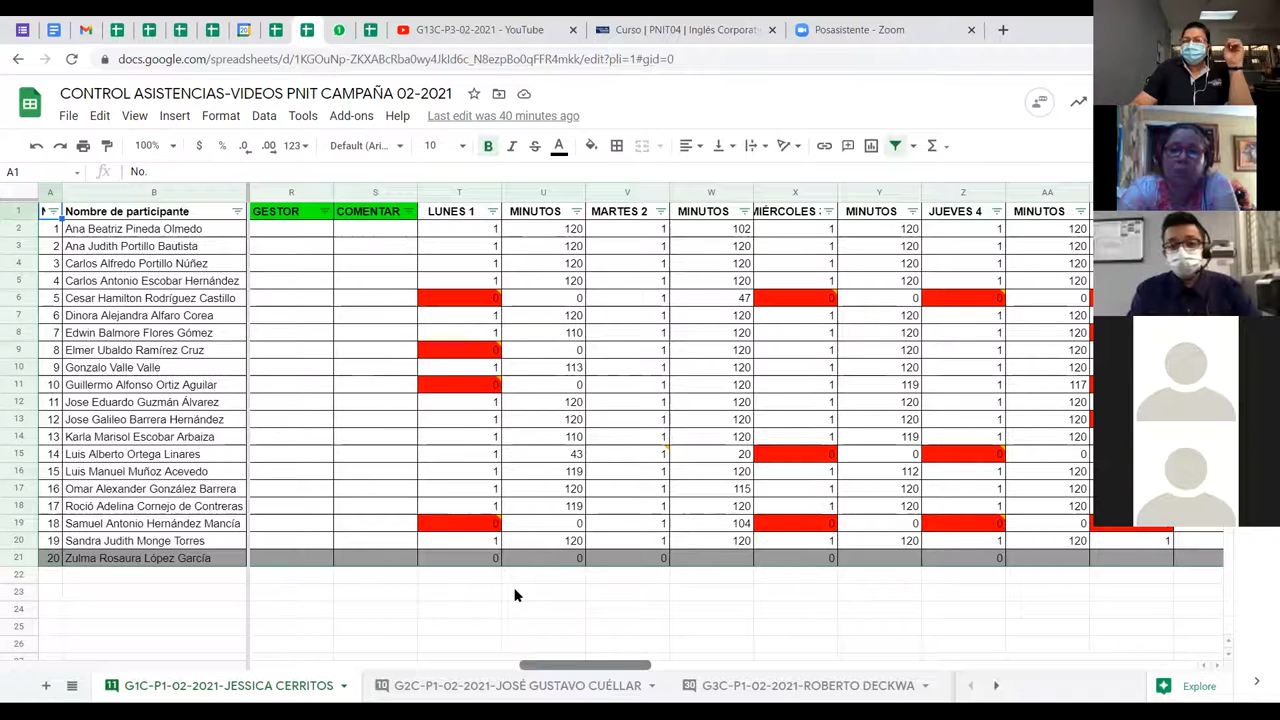 G13C-P3-02-2021 - YouTube × Curso | PNIT04 | Inglés Corporat × Posasistente - Zoom × +
docs.google.com/spreadsheets/d/1KGOuNp-ZKXABcRba0wy4JkId6c_N8ezpBo0qFFR4mkk/edit?pli=1#gid=0
CONTROL ASISTENCIAS-VIDEOS PNIT CAMPAÑA 02-2021
File Edit View Insert Format Data Tools Add-ons Help Last edit was 40 minutes ago
100% $ % .0 .00 123 Default (Ari... 10 B I S A
A1 fx No.
A B R S T U V W X Y Z AA
1 Nombre de participante GESTOR COMENTAR LUNES 1 MINUTOS MARTES 2 MINUTOS MIÉRCOLES MINUTOS JUEVES 4 MINUTOS
2 1 Ana Beatriz Pineda Olmedo 1 120 1 102 1 120 1 120
3 2 Ana Judith Portillo Bautista 1 120 1 120 1 120 1 120
4 3 Carlos Alfredo Portillo Núñez 1 120 1 120 1 120 1 120
5 4 Carlos Antonio Escobar Hernández 1 120 1 120 1 120 1 120
6 5 Cesar Hamilton Rodríguez Castillo 0 0 1 47 0 0 0 0
7 6 Dinora Alejandra Alfaro Corea 1 120 1 120 1 120 1 120
8 7 Edwin Balmore Flores Gómez 1 110 1 120 1 120 1 120
9 8 Elmer Ubaldo Ramírez Cruz 0 0 1 120 1 120 1 120
10 9 Gonzalo Valle Valle 1 113 1 120 1 120 1 120
11 10 Guillermo Alfonso Ortiz Aguilar 0 0 1 120 1 119 1 117
12 11 Jose Eduardo Guzmán Álvarez 1 120 1 120 1 120 1 120
13 12 Jose Galileo Barrera Hernández 1 120 1 120 1 120 1 120
14 13 Karla Marisol Escobar Arbaiza 1 110 1 120 1 119 1 120
15 14 Luis Alberto Ortega Linares 1 43 1 20 0 0 0 0
16 15 Luis Manuel Muñoz Acevedo 1 119 1 120 1 112 1 120
17 16 Omar Alexander González Barrera 1 120 1 115 1 120 1 120
18 17 Roció Adelina Cornejo de Contreras 1 119 1 120 1 120 1 120
19 18 Samuel Antonio Hernández Mancía 0 0 1 104 0 0 0 0
20 19 Sandra Judith Monge Torres 1 120 1 120 1 120 1 120 1
21 20 Zulma Rosaura López García 0 0 0 0 0
22
23
24
25
26
G1C-P1-02-2021-JESSICA CERRITOS G2C-P1-02-2021-JOSÉ GUSTAVO CUÉLLAR G3C-P1-02-2021-ROBERTO DECKWA Explore